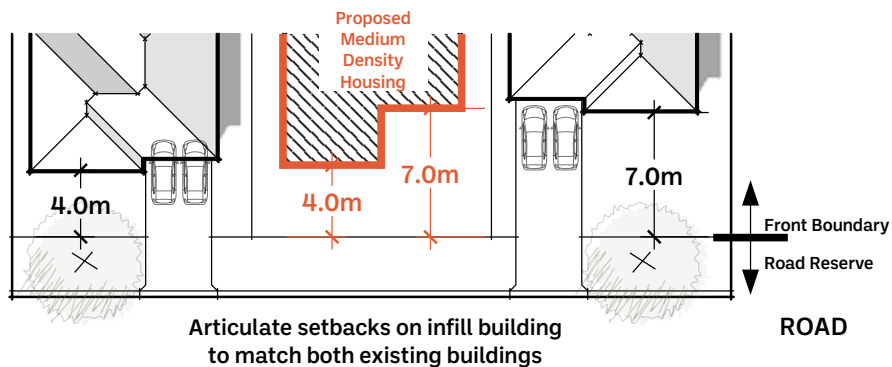 Proposed
Medium
Density
Housing
4.0m
4.0m
7.0m
7.0m
Front Boundary
Road Reserve
Articulate setbacks on infill building
to match both existing buildings
ROAD